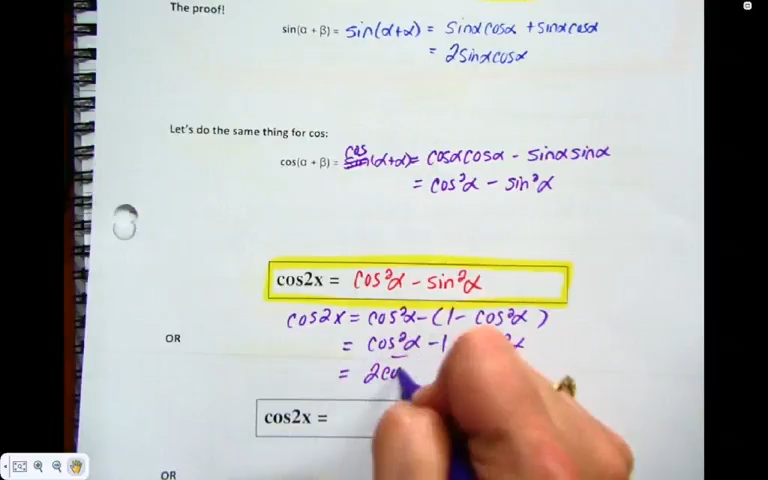 The proof!
sin(α + β) = sin(α+α) = sinαcosα + sinαcosα
= 2sinαcosα
Let's do the same thing for cos:
cos(α + β) = cos(α+α)= cosαcosα - sinαsinα
= cos²α - sin²α
cos2x = cos²α - sin²α
cos2x = cos²α-(1- cos²α)
OR
= cos²α -1
= 2co
cos2x =
OR